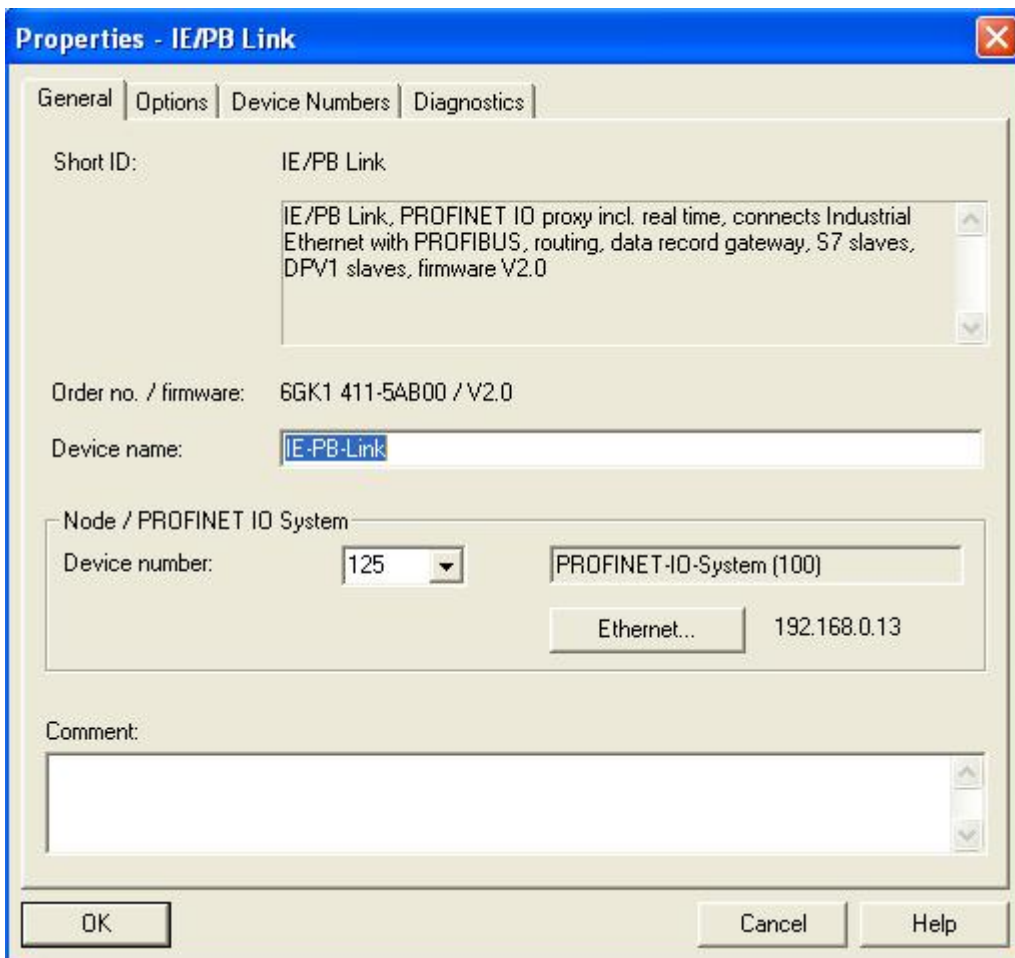 Properties - IE/PB Link
General Options Device Numbers Diagnostics
Short ID: IE/PB Link
IE/PB Link, PROFINET IO proxy incl. real time, connects Industrial
Ethernet with PROFIBUS, routing, data record gateway, S7 slaves,
DPV1 slaves, firmware V2.0
Order no. / firmware: 6GK1 411-5AB00 / V2.0
Device name: IE-PB-Link
Node / PROFINET IO System
Device number: 125 PROFINET-IO-System (100)
Ethernet... 192.168.0.13
Comment:
OK Cancel Help